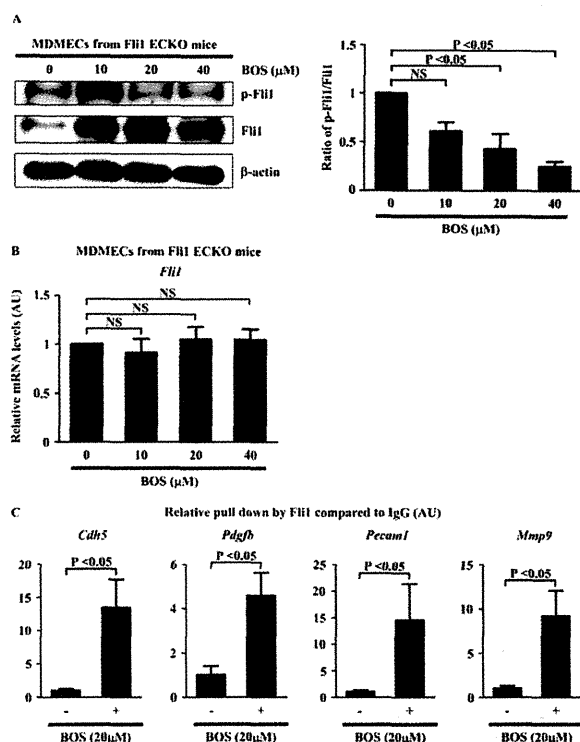 A
MDMECs from Fli1 ECKO mice
0 10 20 40 BOS (μM)
p-Fli1
Fli1
β-actin
Ratio of p-Fli1/Fli1
1.5
1
0.5
0
P <0.05
P <0.05
NS
0 10 20 40
BOS (μM)
B MDMECs from Fli1 ECKO mice
Fli1
Relative mRNA levels (AU)
1.5
1
0.5
0
NS
NS
NS
0 10 20 40
BOS (μM)
C Relative pull down by Fli1 compared to IgG (AU)
Cdh5
20
15
10
5
0
P <0.05
- +
BOS (20μM)
Pdgfb
6
4
2
0
P <0.05
- +
BOS (20μM)
Pecam1
25
20
15
10
5
0
P <0.05
- +
BOS (20μM)
Mmp9
15
10
5
0
P <0.05
- +
BOS (20μM)